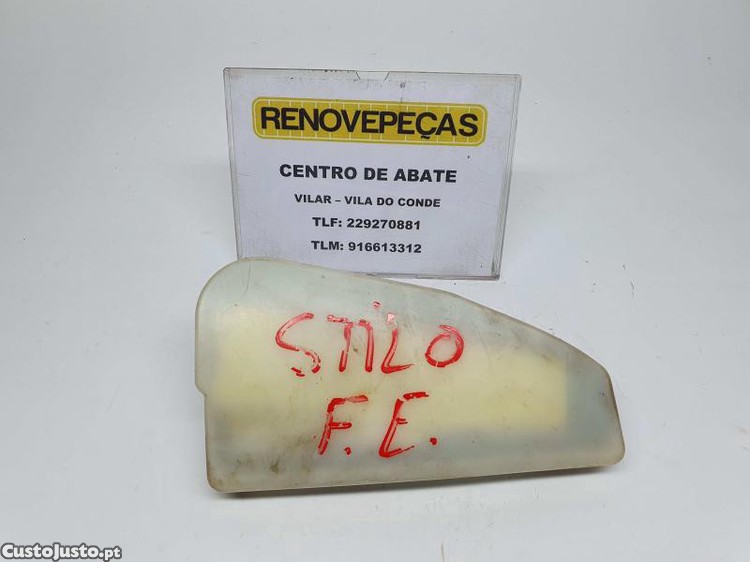 RENOVEPEÇAS
CENTRO DE ABATE
VILAR – VILA DO CONDE
TLF: 229270881
TLM: 916613312
STILO
F.E.
CustoJusto.pt